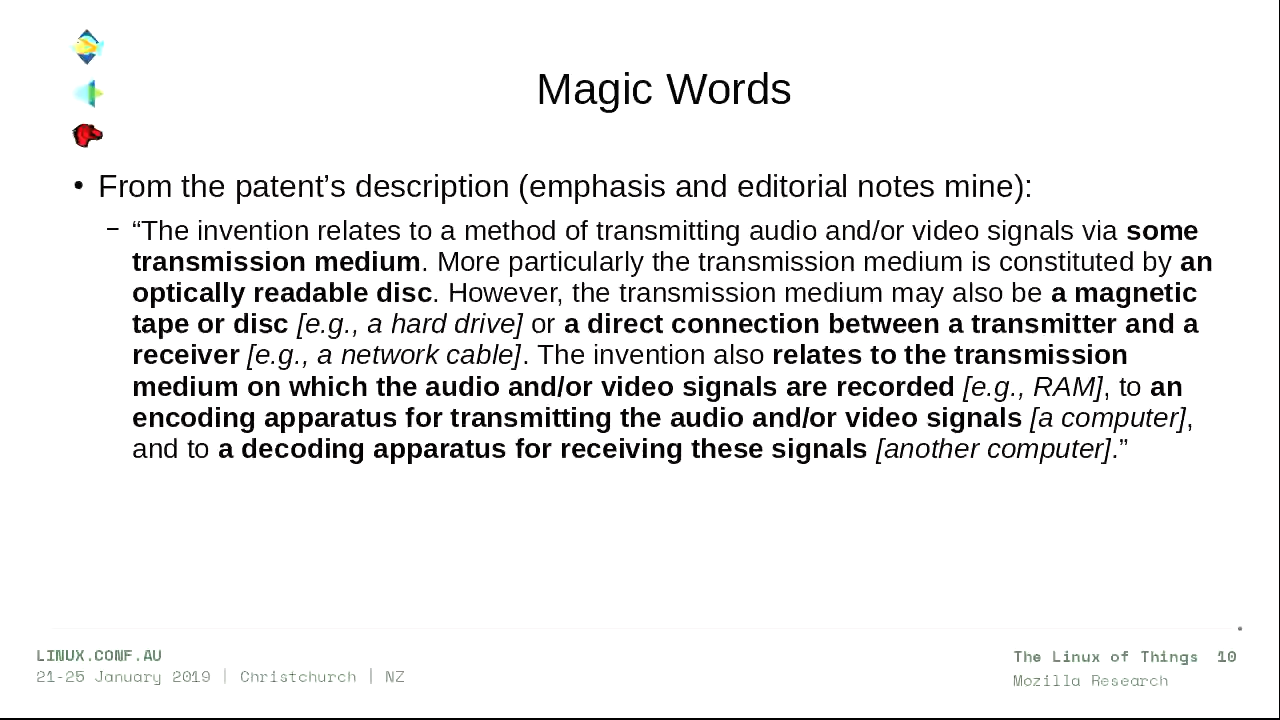 Magic Words
• From the patent’s description (emphasis and editorial notes mine):
– “The invention relates to a method of transmitting audio and/or video signals via some
transmission medium. More particularly the transmission medium is constituted by an
optically readable disc. However, the transmission medium may also be a magnetic
tape or disc [e.g., a hard drive] or a direct connection between a transmitter and a
receiver [e.g., a network cable]. The invention also relates to the transmission
medium on which the audio and/or video signals are recorded [e.g., RAM], to an
encoding apparatus for transmitting the audio and/or video signals [a computer],
and to a decoding apparatus for receiving these signals [another computer].”
LINUX.CONF.AU
21-25 January 2019 | Christchurch | NZ
The Linux of Things 10
Mozilla Research